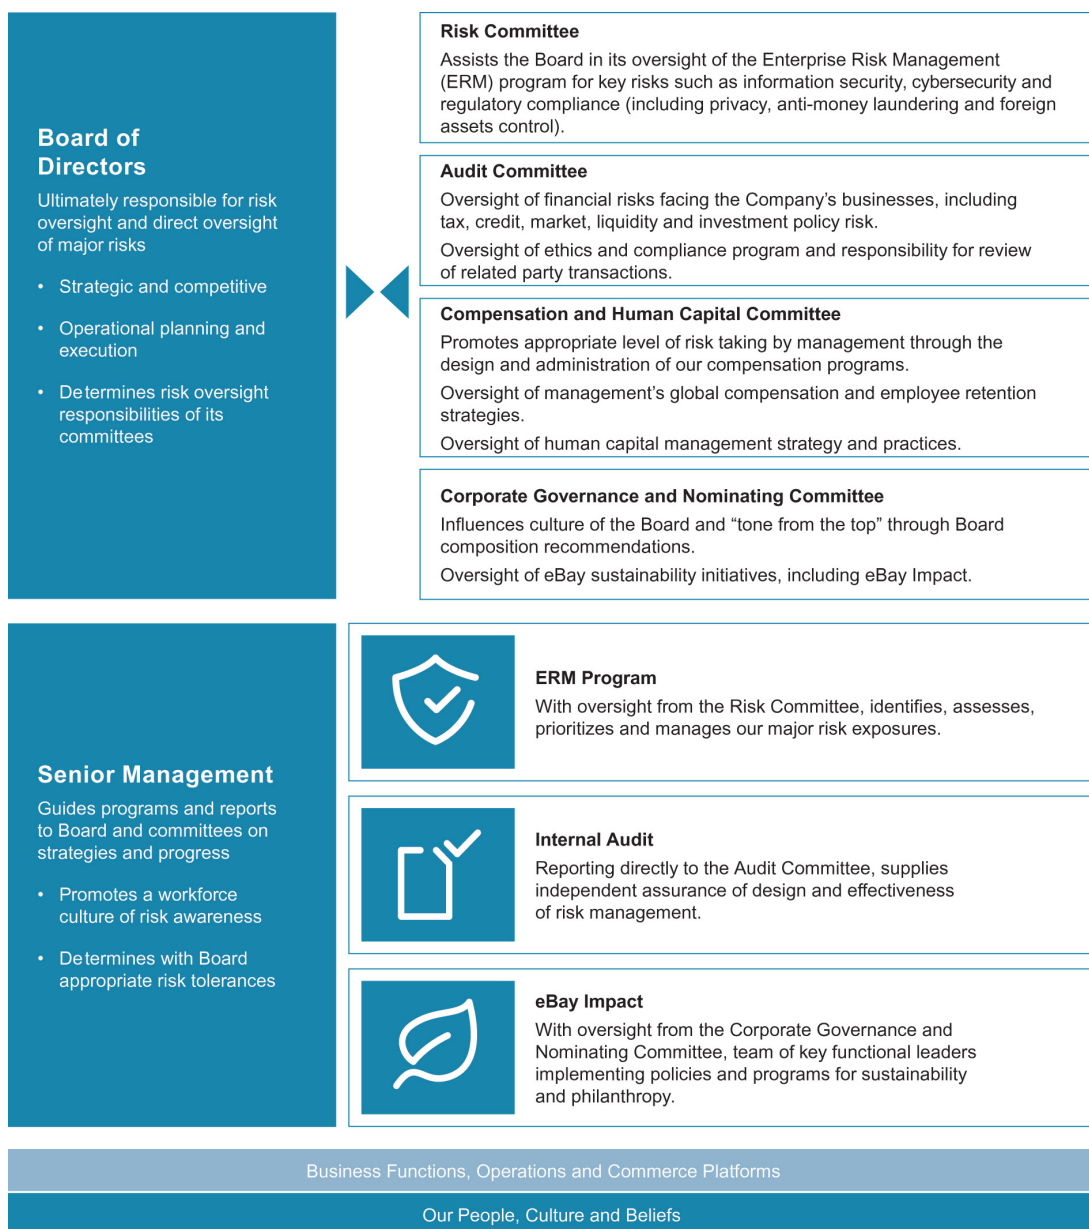 Board of
Directors
Ultimately responsible for risk
oversight and direct oversight
of major risks
• Strategic and competitive
• Operational planning and
execution
• Determines risk oversight
responsibilities of its
committees
Risk Committee
Assists the Board in its oversight of the Enterprise Risk Management
(ERM) program for key risks such as information security, cybersecurity and
regulatory compliance (including privacy, anti-money laundering and foreign
assets control).
Audit Committee
Oversight of financial risks facing the Company’s businesses, including
tax, credit, market, liquidity and investment policy risk.
Oversight of ethics and compliance program and responsibility for review
of related party transactions.
Compensation and Human Capital Committee
Promotes appropriate level of risk taking by management through the
design and administration of our compensation programs.
Oversight of management’s global compensation and employee retention
strategies.
Oversight of human capital management strategy and practices.
Corporate Governance and Nominating Committee
Influences culture of the Board and “tone from the top” through Board
composition recommendations.
Oversight of eBay sustainability initiatives, including eBay Impact.
Senior Management
Guides programs and reports
to Board and committees on
strategies and progress
• Promotes a workforce
culture of risk awareness
• Determines with Board
appropriate risk tolerances
ERM Program
With oversight from the Risk Committee, identifies, assesses,
prioritizes and manages our major risk exposures.
Internal Audit
Reporting directly to the Audit Committee, supplies
independent assurance of design and effectiveness
of risk management.
eBay Impact
With oversight from the Corporate Governance and
Nominating Committee, team of key functional leaders
implementing policies and programs for sustainability
and philanthropy.
Business Functions, Operations and Commerce Platforms
Our People, Culture and Beliefs